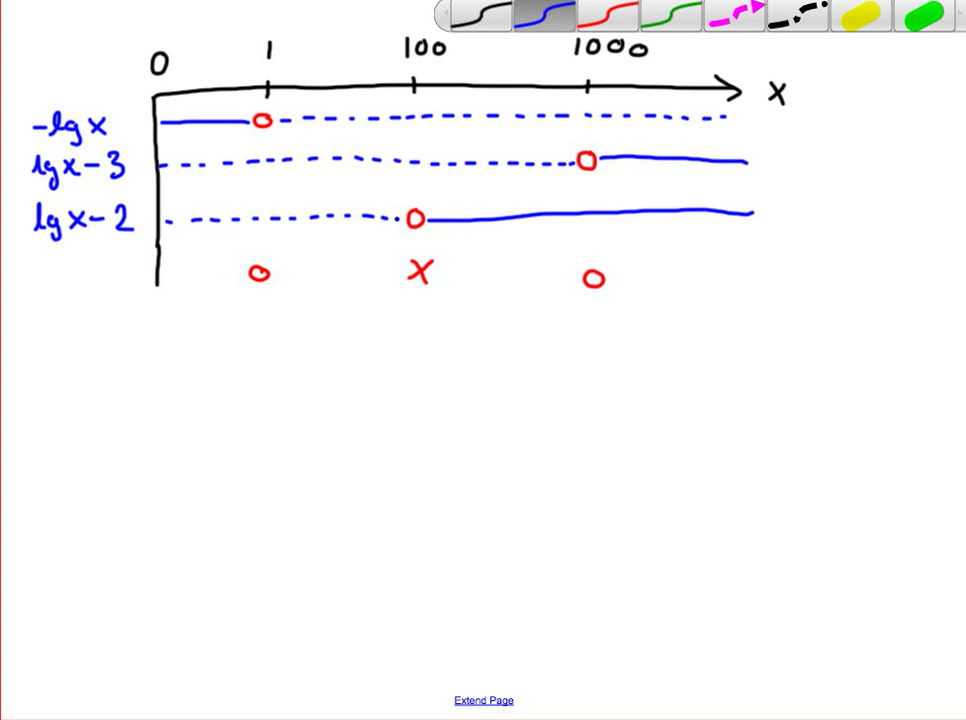 0 1 100 1000
x
-lg x
lg x - 3
lg x - 2
o x o
Extend Page